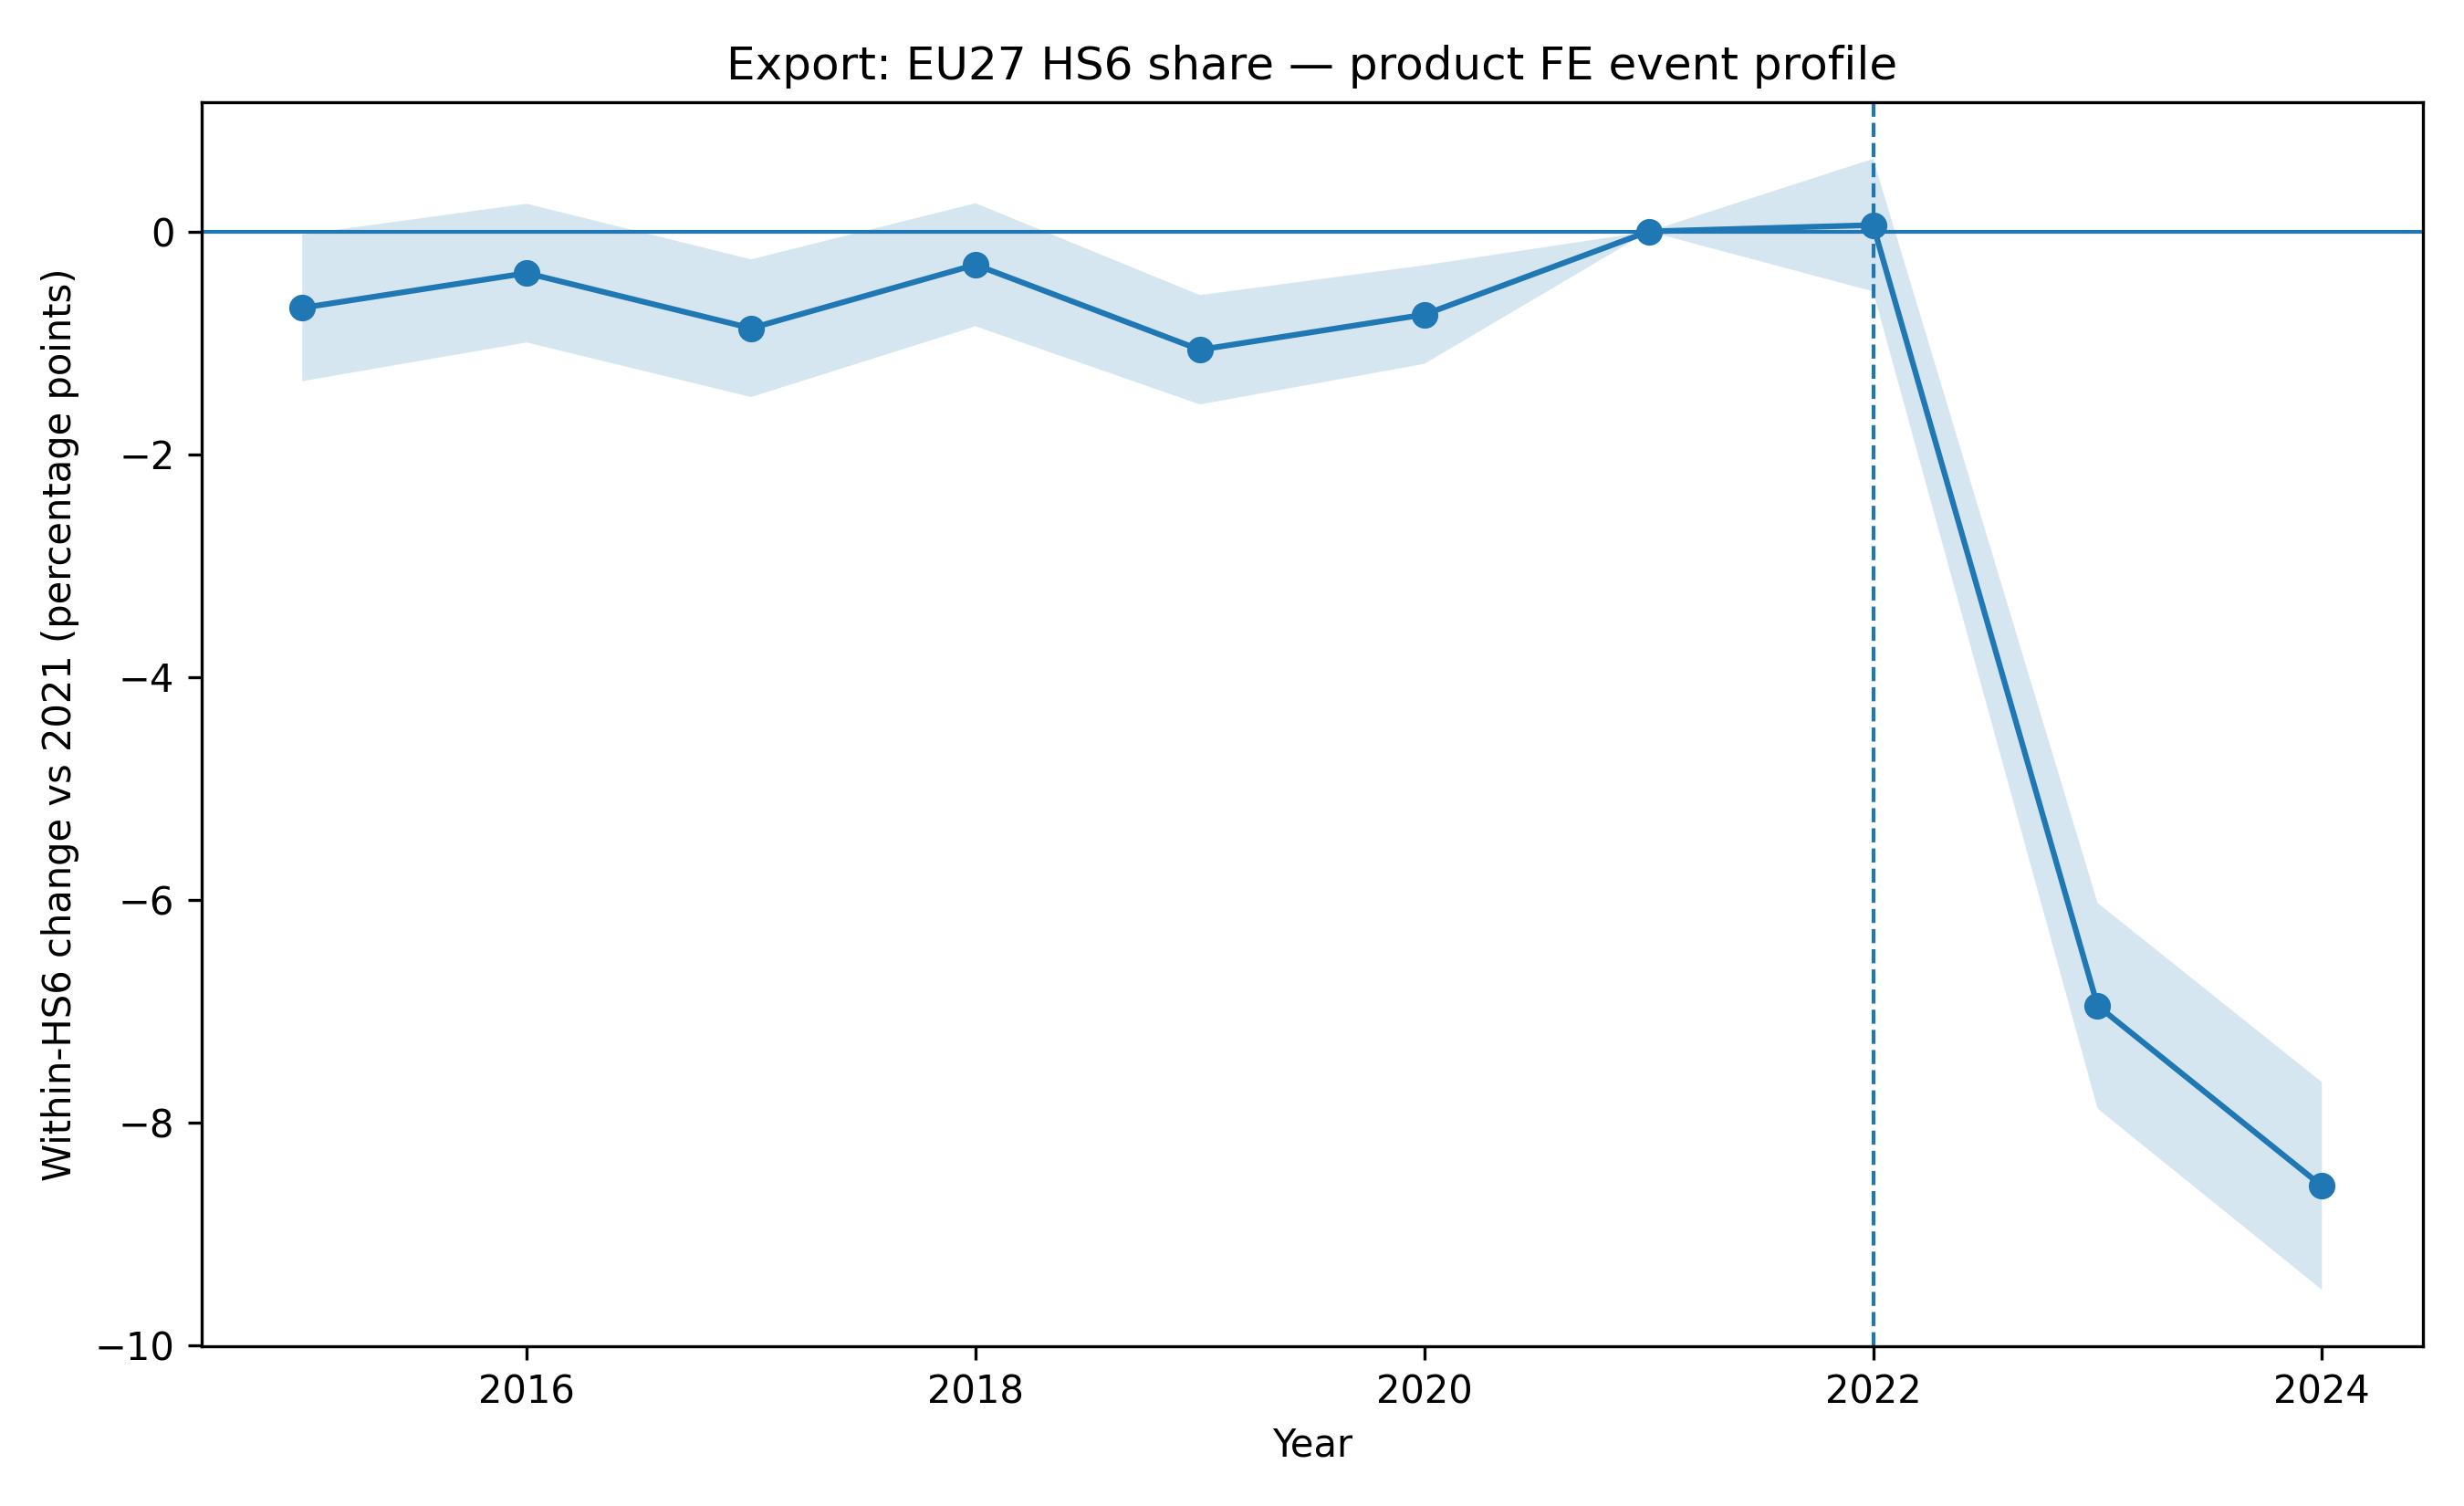 Export: EU27 HS6 share — product FE event profile
Within-HS6 change vs 2021 (percentage points)
0
−2
−4
−6
−8
−10
2016 2018 2020 2022 2024
Year